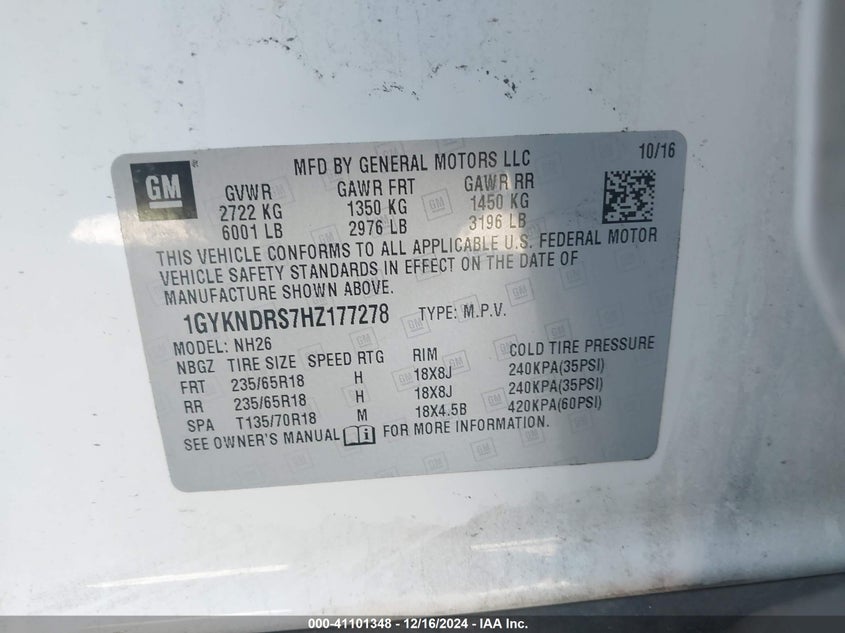 GM
MFD BY GENERAL MOTORS LLC
10/16
GVWR GAWR FRT GAWR RR
2722 KG 1350 KG 1450 KG
6001 LB 2976 LB 3196 LB
THIS VEHICLE CONFORMS TO ALL APPLICABLE U.S. FEDERAL MOTOR
VEHICLE SAFETY STANDARDS IN EFFECT ON THE DATE OF
MANUFACTURE SHOWN ABOVE.
1GYKNDRS7HZ177278 TYPE: M.P.V.
MODEL: NH26
NBGZ TIRE SIZE SPEED RTG RIM COLD TIRE PRESSURE
FRT 235/65R18 H 18X8J 240KPA(35PSI)
RR 235/65R18 H 18X8J 240KPA(35PSI)
SPA T135/70R18 M 18X4.5B 420KPA(60PSI)
SEE OWNER'S MANUAL FOR MORE INFORMATION.
000-41101348 - 12/16/2024 - IAA Inc.